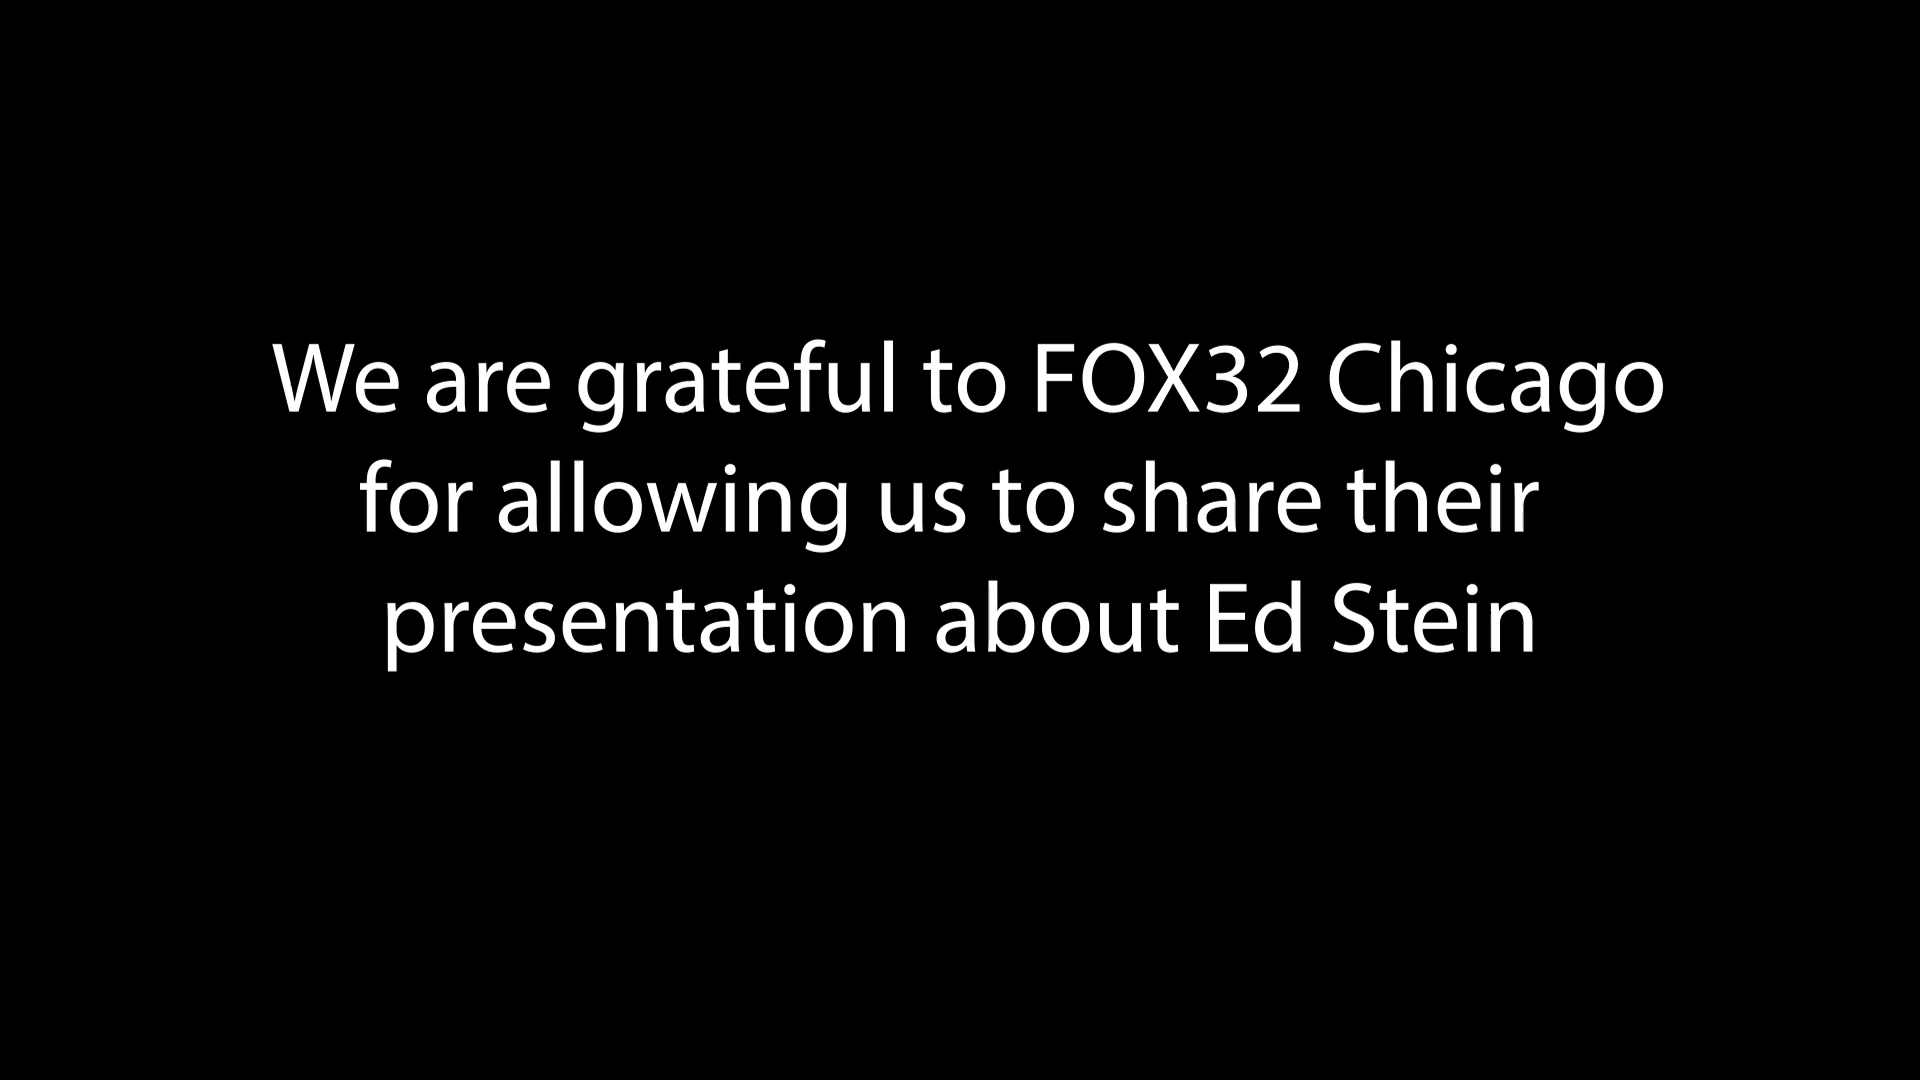 We are grateful to FOX32 Chicago
for allowing us to share their
presentation about Ed Stein